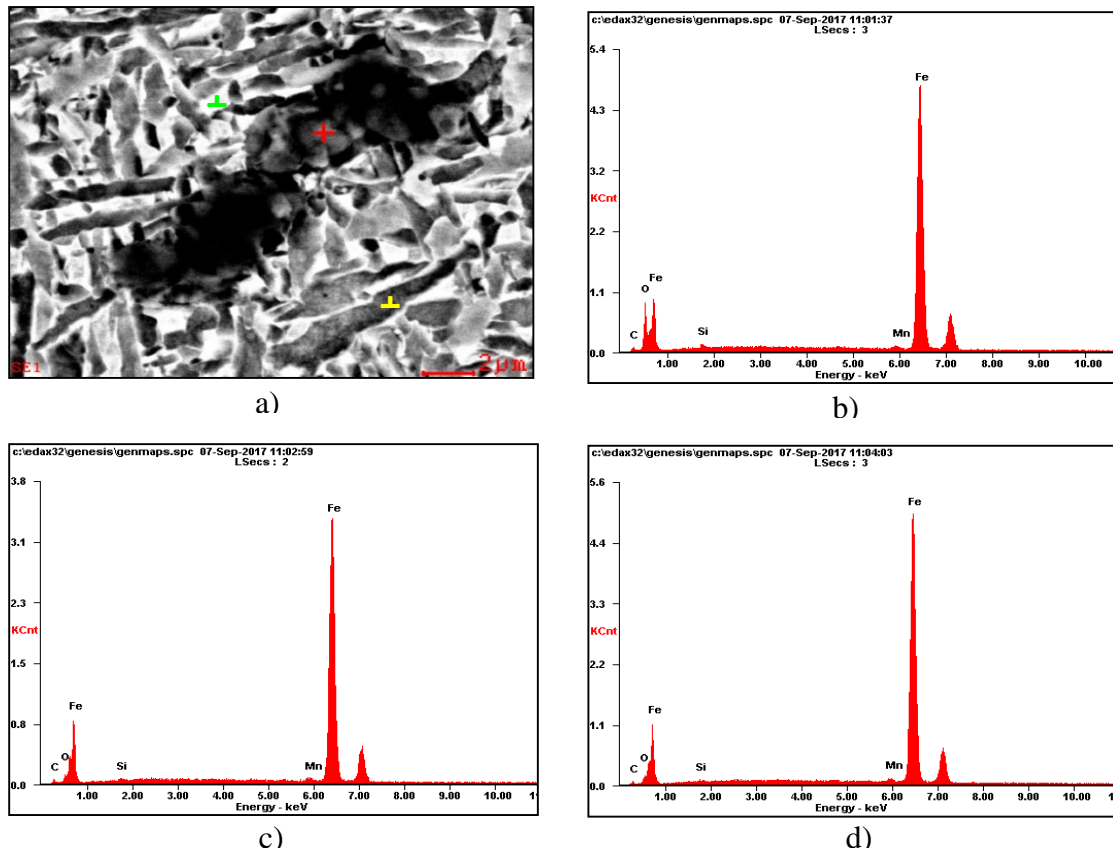 SE1
2µm
a)
c:\edax32\genesis\genmaps.spc 07-Sep-2017 11:01:37
LSecs : 3
5.4
4.3
3.2
KCnt
2.2
1.1
0.0
C
O
Fe
Si
Mn
Fe
1.00 2.00 3.00 4.00 5.00 6.00 7.00 8.00 9.00 10.00
Energy - keV
b)
c:\edax32\genesis\genmaps.spc 07-Sep-2017 11:02:59
LSecs : 2
3.8
3.1
2.3
KCnt
1.5
0.8
0.0
C
O
Fe
Si
Mn
Fe
1.00 2.00 3.00 4.00 5.00 6.00 7.00 8.00 9.00 10.00
Energy - keV
c)
c:\edax32\genesis\genmaps.spc 07-Sep-2017 11:04:03
LSecs : 3
5.6
4.4
3.3
KCnt
2.2
1.1
0.0
C
O
Fe
Si
Mn
Fe
1.00 2.00 3.00 4.00 5.00 6.00 7.00 8.00 9.00 10.00
Energy - keV
d)